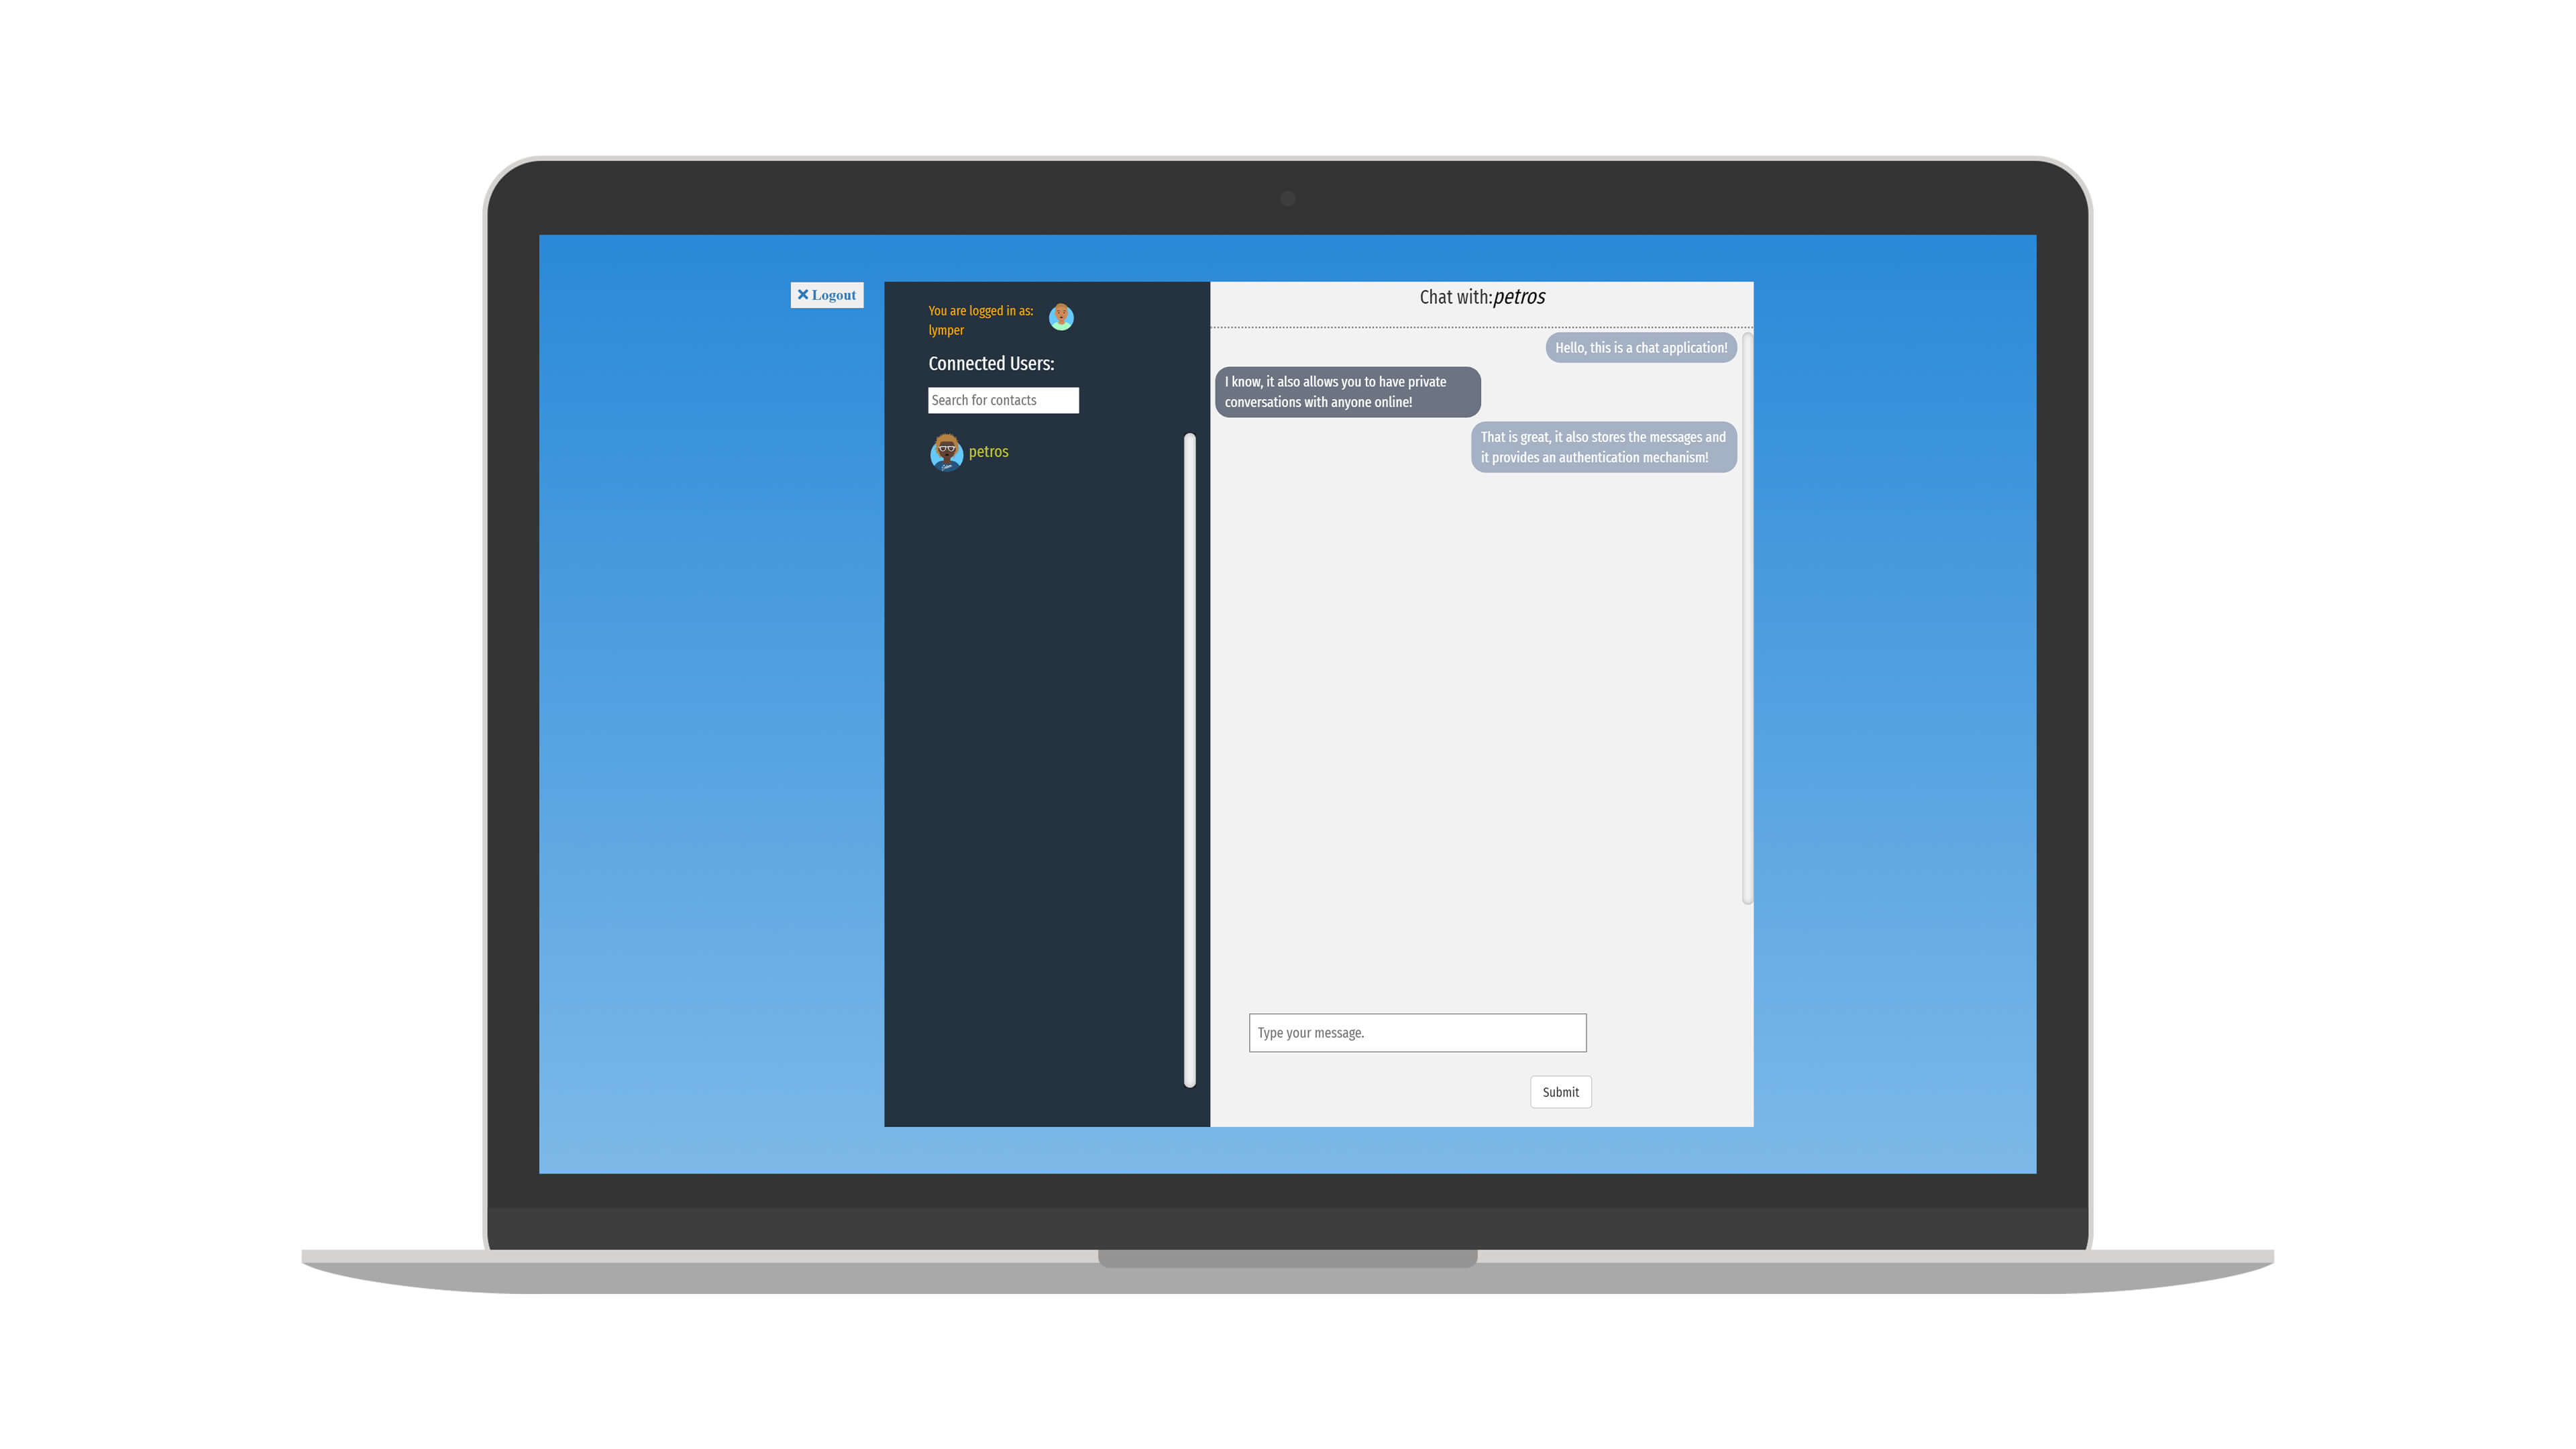 Logout
You are logged in as:
lymper
Connected Users:
Search for contacts
petros
Chat with:petros
Hello, this is a chat application!
I know, it also allows you to have private
conversations with anyone online!
That is great, it also stores the messages and
it provides an authentication mechanism!
Type your message.
Submit